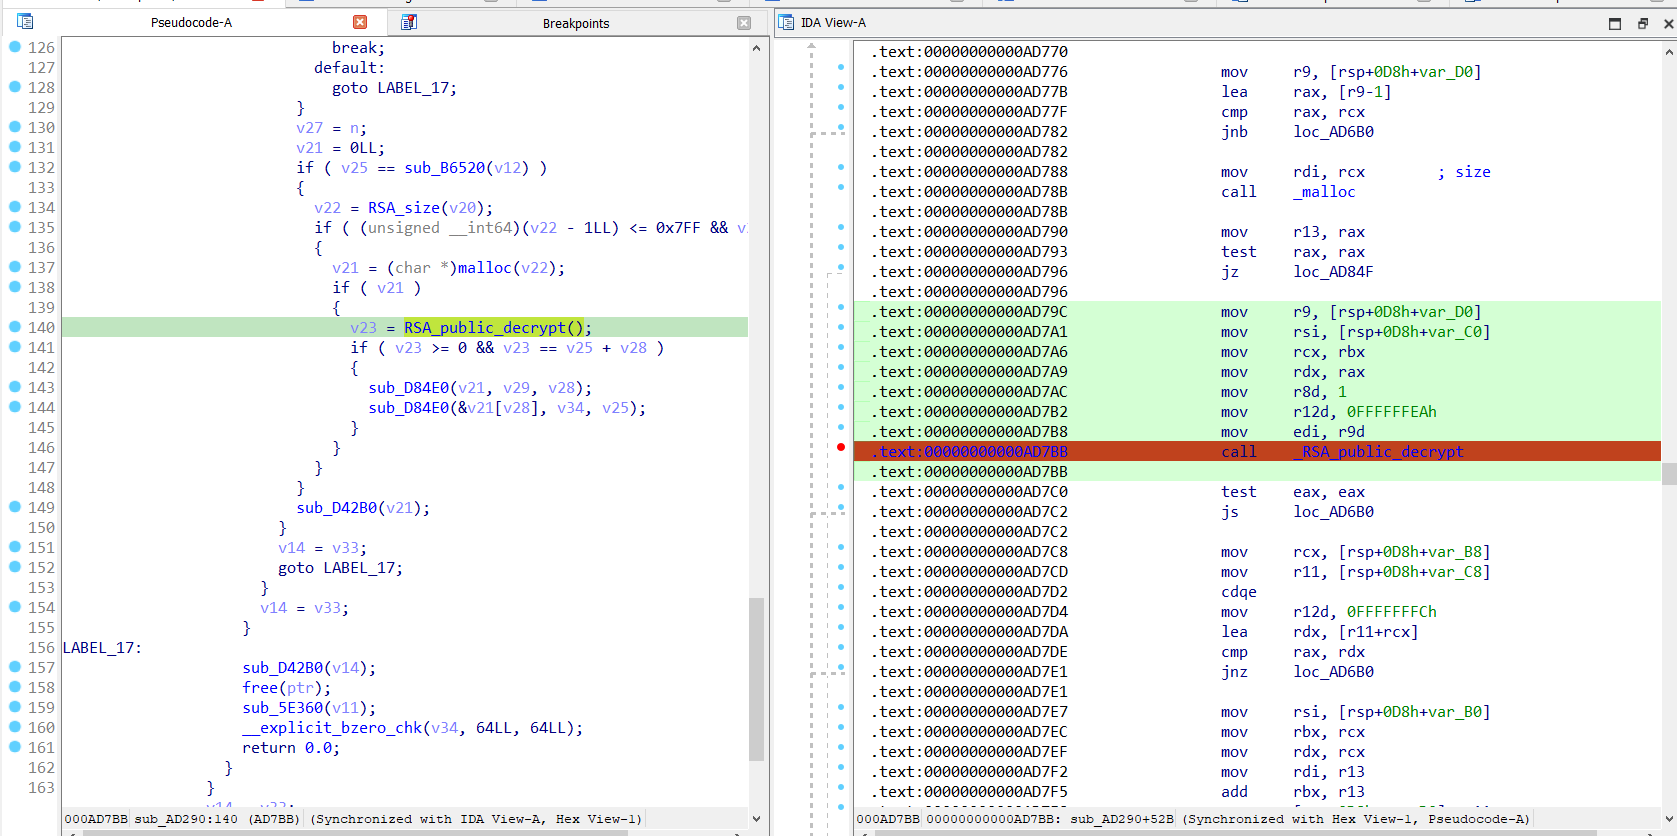 Pseudocode-A
Breakpoints
IDA View-A
126 break;
127 default:
128 goto LABEL_17;
129 }
130 v27 = n;
131 v21 = 0LL;
132 if ( v25 == sub_B6520(v12) )
133 {
134 v22 = RSA_size(v20);
135 if ( (unsigned __int64)(v22 - 1LL) <= 0x7FF && v
136 {
137 v21 = (char *)malloc(v22);
138 if ( v21 )
139 {
140 v23 = RSA_public_decrypt();
141 if ( v23 >= 0 && v23 == v25 + v28 )
142 {
143 sub_D84E0(v21, v29, v28);
144 sub_D84E0(&v21[v28], v34, v25);
145 }
146 }
147 }
148 }
149 sub_D42B0(v21);
150 }
151 v14 = v33;
152 goto LABEL_17;
153 }
154 v14 = v33;
155 }
156 LABEL_17:
157 sub_D42B0(v14);
158 free(ptr);
159 sub_5E360(v11);
160 __explicit_bzero_chk(v34, 64LL, 64LL);
161 return 0.0;
162 }
163 }
000AD7BB sub_AD290:140 (AD7BB) (Synchronized with IDA View-A, Hex View-1)
.text:00000000000AD770
.text:00000000000AD776 mov r9, [rsp+0D8h+var_D0]
.text:00000000000AD77B lea rax, [r9-1]
.text:00000000000AD77F cmp rax, rcx
.text:00000000000AD782 jnb loc_AD6B0
.text:00000000000AD782
.text:00000000000AD788 mov rdi, rcx ; size
.text:00000000000AD78B call _malloc
.text:00000000000AD78B
.text:00000000000AD790 mov r13, rax
.text:00000000000AD793 test rax, rax
.text:00000000000AD796 jz loc_AD84F
.text:00000000000AD796
.text:00000000000AD79C mov r9, [rsp+0D8h+var_D0]
.text:00000000000AD7A1 mov rsi, [rsp+0D8h+var_C0]
.text:00000000000AD7A6 mov rcx, rbx
.text:00000000000AD7A9 mov rdx, rax
.text:00000000000AD7AC mov r8d, 1
.text:00000000000AD7B2 mov r12d, 0FFFFFFEAh
.text:00000000000AD7B8 mov edi, r9d
.text:00000000000AD7BB call _RSA_public_decrypt
.text:00000000000AD7BB
.text:00000000000AD7C0 test eax, eax
.text:00000000000AD7C2 js loc_AD6B0
.text:00000000000AD7C2
.text:00000000000AD7C8 mov rcx, [rsp+0D8h+var_B8]
.text:00000000000AD7CD mov r11, [rsp+0D8h+var_C8]
.text:00000000000AD7D2 cdqe
.text:00000000000AD7D4 mov r12d, 0FFFFFFFCh
.text:00000000000AD7DA lea rdx, [r11+rcx]
.text:00000000000AD7DE cmp rax, rdx
.text:00000000000AD7E1 jnz loc_AD6B0
.text:00000000000AD7E1
.text:00000000000AD7E7 mov rsi, [rsp+0D8h+var_B0]
.text:00000000000AD7EC mov rbx, rcx
.text:00000000000AD7EF mov rdx, rcx
.text:00000000000AD7F2 mov rdi, r13
.text:00000000000AD7F5 add rbx, r13
000AD7BB 00000000000AD7BB: sub_AD290+52B (Synchronized with Hex View-1, Pseudocode-A)